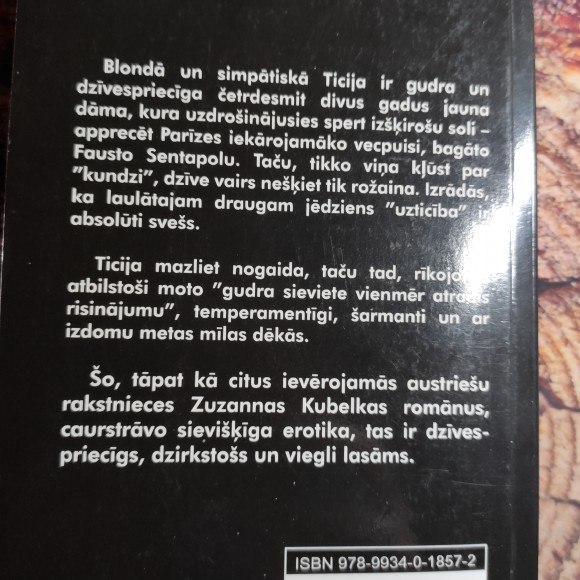 Blondā un simpātiskā Ticija ir gudra un
dzīvespriecīga četrdesmit divus gadus jauna
dāma, kura uzdrošinājusies spert izšķirošu soli –
apprecēt Parīzes iekārojamāko vecpuisi, bagāto
Fausto Sentapolu. Taču, tikko viņa kļūst par
"kundzi", dzīve vairs nešķiet tik rožaina. Izrādās,
ka laulātajam draugam jēdziens "uzticība" ir
absolūti svešs.
Ticija mazliet nogaida, taču tad,
atbilstoši moto "gudra sieviete vienmēr atradīs
risinājumu", temperamentīgi, šarmanti un ar
izdomu metas mīlas dēkās.
Šo, tāpat kā citus ievērojamās austriešu
rakstnieces Zuzannas Kubelkas romānus,
caurstrāvo sievišķīga erotika, tas ir dzīves-
priecīgs, dzirkstošs un viegli lasāms.
ISBN 978-9934-0-1857-2